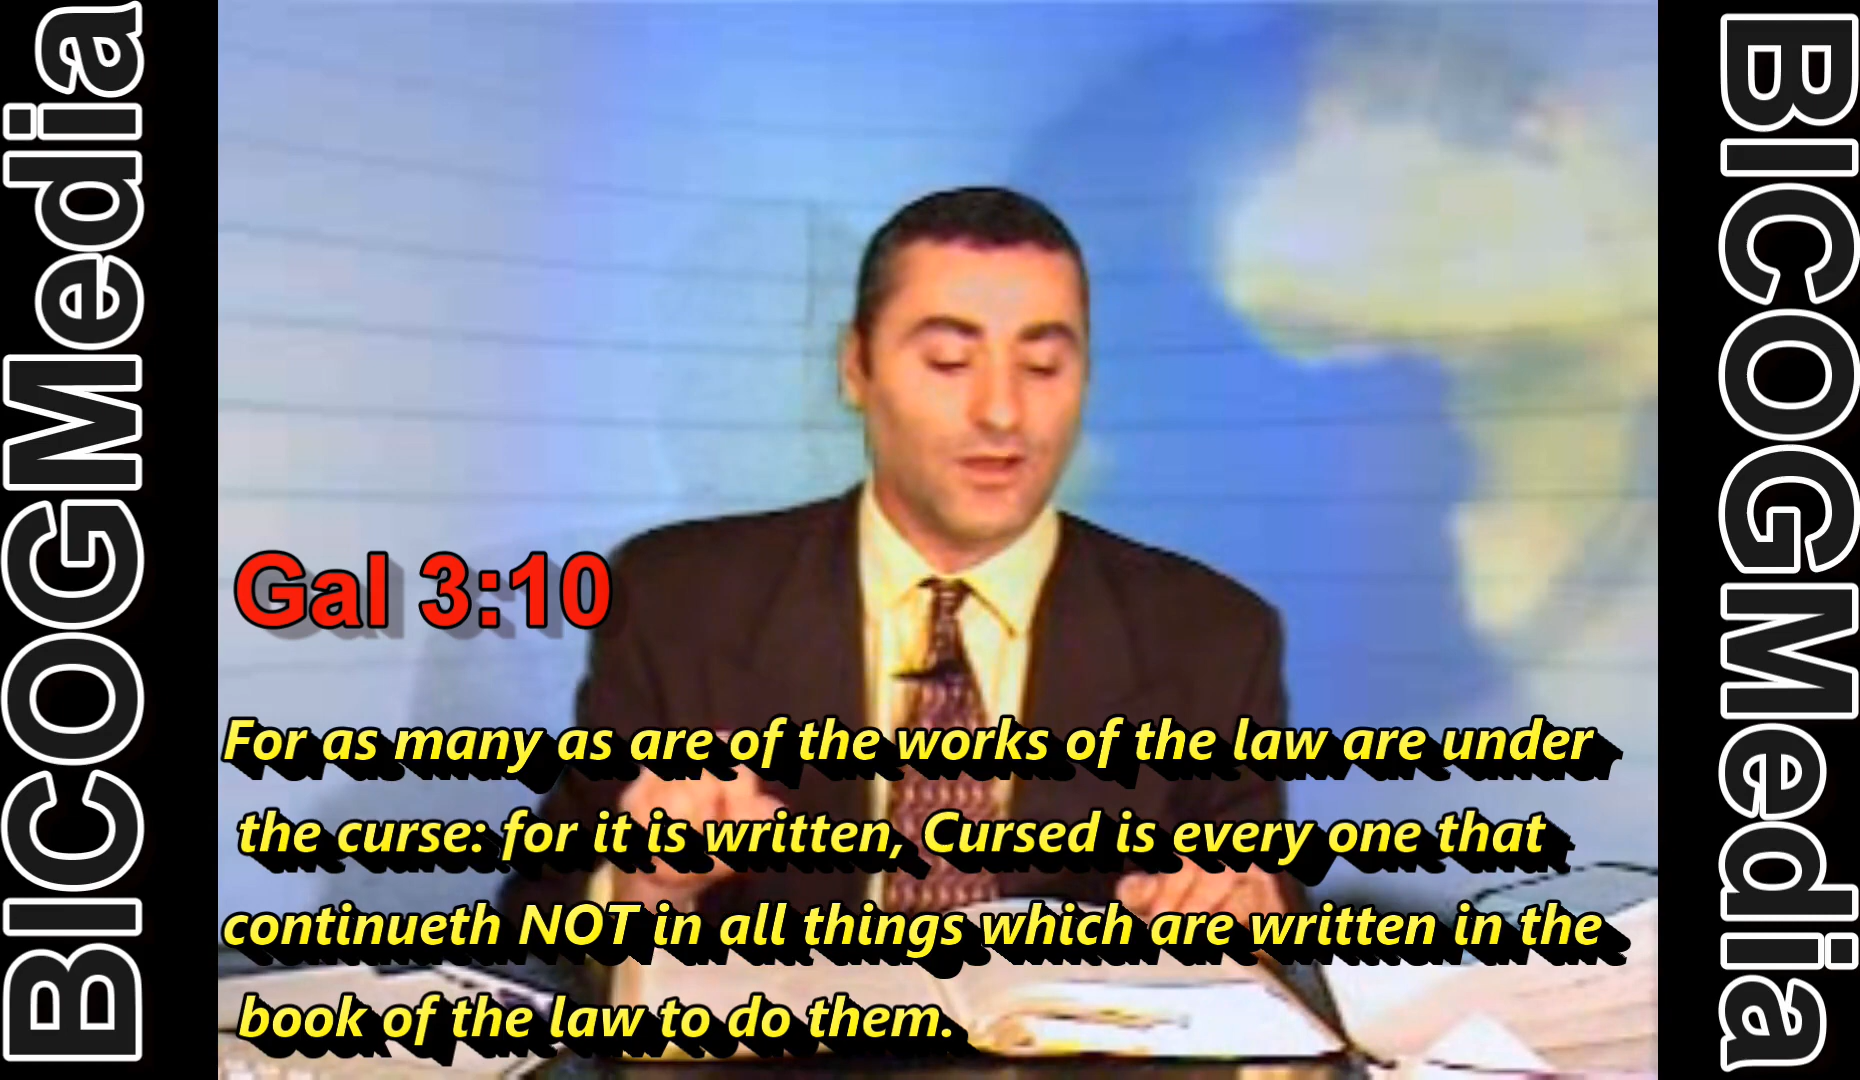 BICOGMedia
BICOGMedia
Gal 3:10
For as many as are of the works of the law are under
the curse: for it is written, Cursed is every one that
continueth NOT in all things which are written in the
book of the law to do them.